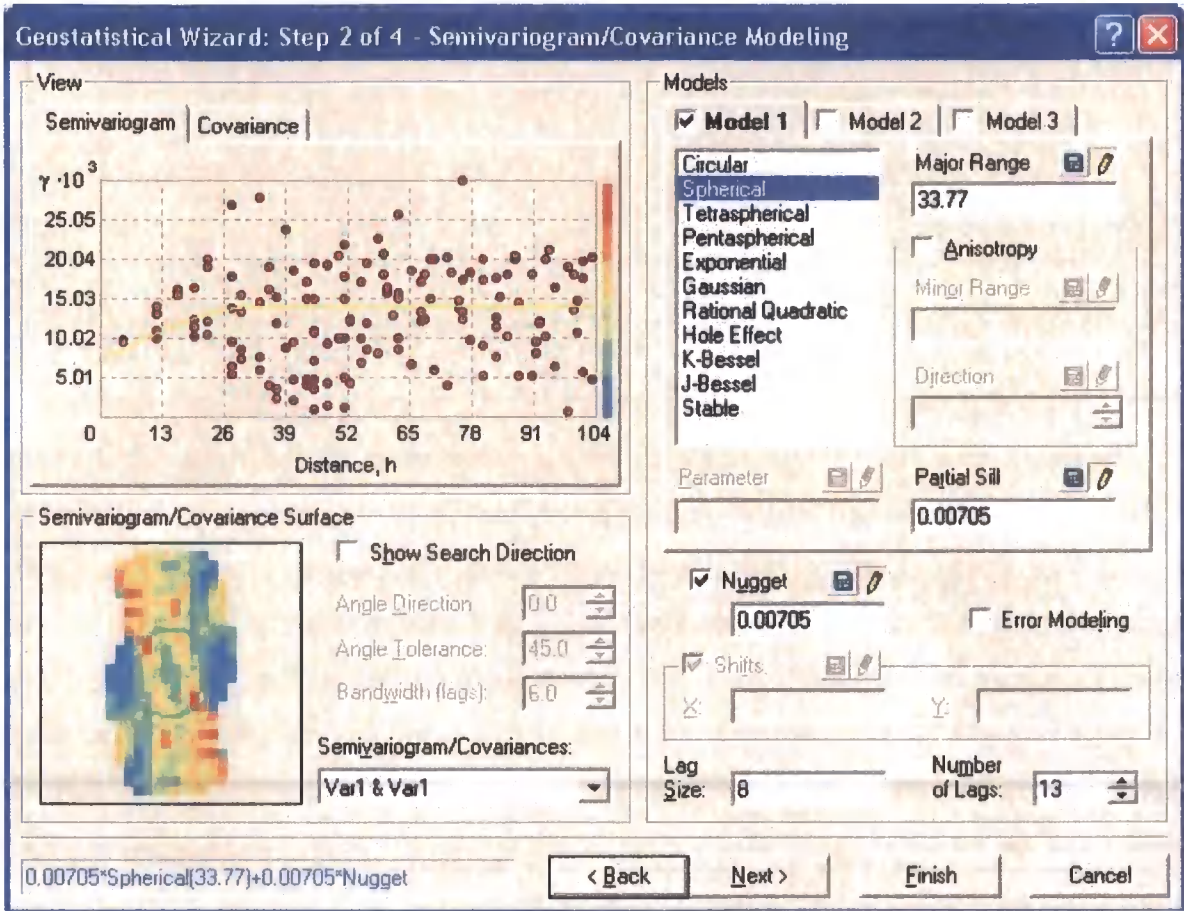 Geostatistical Wizard: Step 2 of 4 - Semivariogram/Covariance Modeling
View
Semivariogram
Covariance
γ ·10 3
25.05
20.04
15.03
10.02
5.01
0 13 26 39 52 65 78 91 104
Distance, h
Semivariogram/Covariance Surface
Show Search Direction
Angle Direction 0.0
Angle Tolerance: 45.0
Bandwidth (lags): 6.0
Semivariogram/Covariances:
Var1 & Var1
Models
Model 1
Model 2
Model 3
Circular
Spherical
Tetraspherical
Pentaspherical
Exponential
Gaussian
Rational Quadratic
Hole Effect
K-Bessel
J-Bessel
Stable
Major Range
33.77
Anisotropy
Minor Range
Direction
Parameter
Partial Sill
0.00705
Nugget
0.00705
Error Modeling
Shifts
X:
Y:
Lag
Size: 8
Number
of Lags: 13
0.00705*Spherical(33.77)+0.00705*Nugget
< Back
Next >
Finish
Cancel